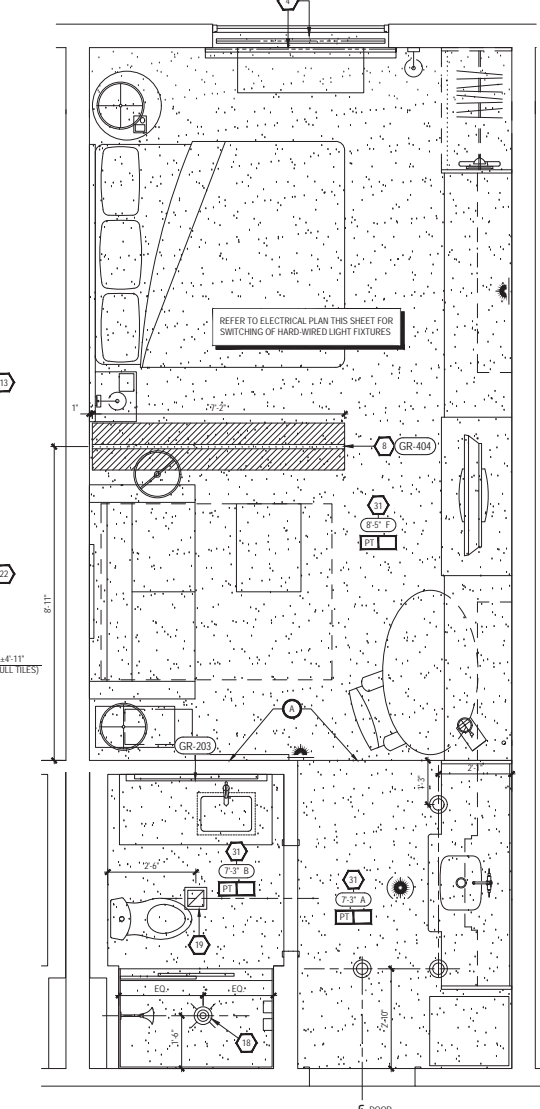 4
REFER TO ELECTRICAL PLAN THIS SHEET FOR
SWITCHING OF HARD-WIRED LIGHT FIXTURES
13
1"
7'-2"
8
GR-404
31
8'-5" F
PT
22
8'-11"
±4'-11"
ULL TILES)
A
GR-203
1'-3"
31
7'-3" B
PT
2'-6"
31
7'-3" A
PT
19
EQ.
EQ.
1'-6"
18
2'-10"
DOOR